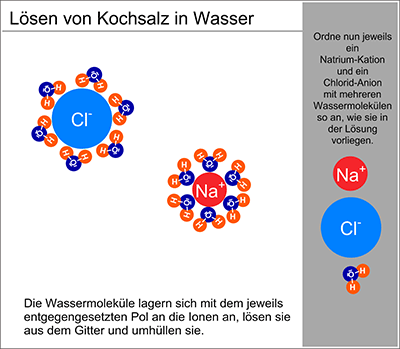 Lösen von Kochsalz in Wasser
Cl-
Na+
Die Wassermoleküle lagern sich mit dem jeweils
entgegengesetzten Pol an die Ionen an, lösen sie
aus dem Gitter und umhüllen sie.
Ordne nun jeweils
ein
Natrium-Kation
und ein
Chlorid-Anion
mit mehreren
Wassermolekülen
so an, wie sie in
der Lösung
vorliegen.
Na+
Cl-
H
H